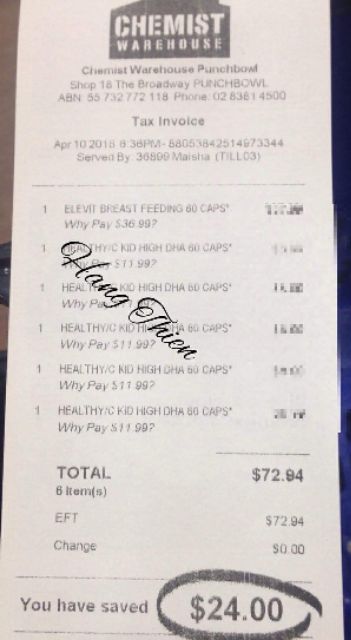 CHEMIST
WAREHOUSE
Chemist Warehouse Punchbowl
Shop 18 The Broadway PUNCHBOWL
ABN: 55 732 772 118 Phone: 02 8381 4500
Tax Invoice
Apr 10 2018 6:36PM- 88053842514973344
Served By: 36899 Maisha (TILL03)
1 ELEVIT BREAST FEEDING 60 CAPS*
Why Pay $36.99?
1 HEALTHY/C KID HIGH DHA 60 CAPS*
Why Pay $11.99?
1 KID HIGH DHA 60 CAPS*
Why
1 HEALTHY/C KID DHA 60 CAPS*
Why Pay $11.99?
1 HEALTHY/C KID HIGH DHA 60 CAPS*
Why Pay $11.99?
1 HEALTHY/C KID HIGH DHA 60 CAPS*
Why Pay $11.99?
Hang Thien
TOTAL $72.94
6 Item(s)
EFT $72.94
Change $0.00
You have saved $24.00